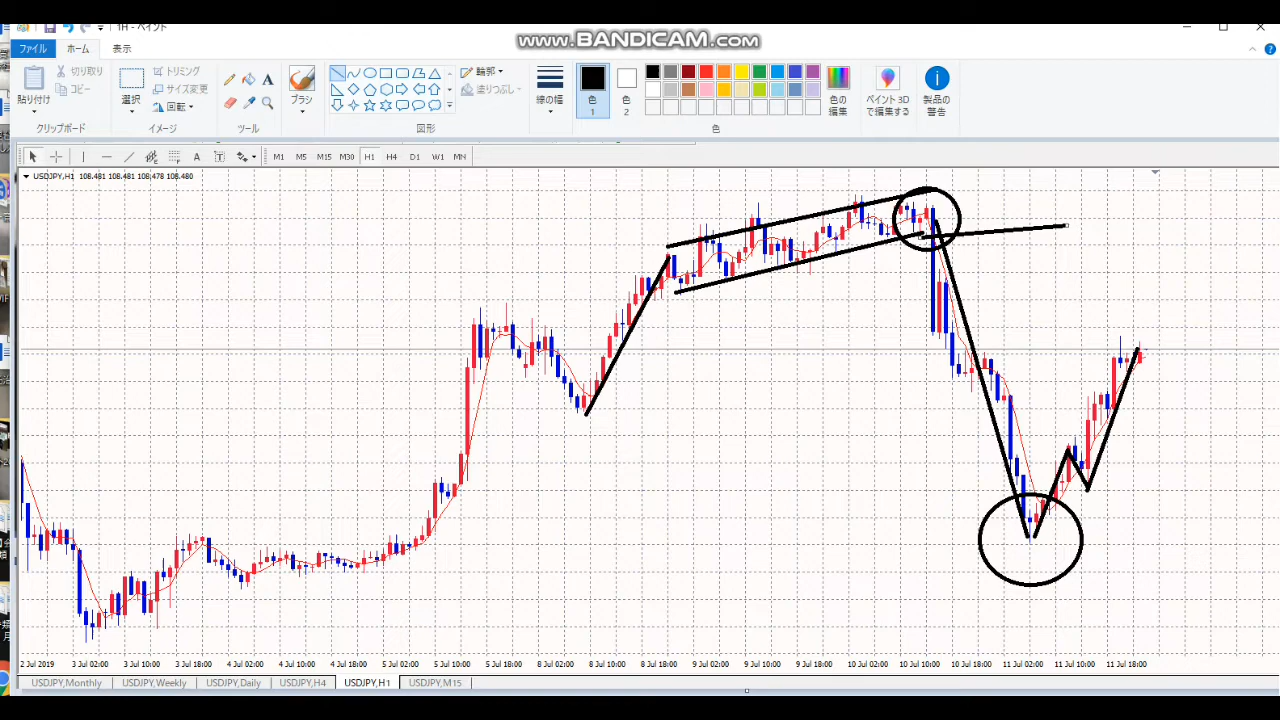 1H - ペイント
www.BANDICAM.com
ファイル ホーム 表示
貼り付け
切り取り
コピー
クリップボード
選択
トリミング
サイズ変更
回転
イメージ
A
ツール
ブラシ
輪郭
塗りつぶし
図形
線の幅
色
1
色
2
色の
編集
色
ペイント 3D
で編集する
製品の
警告
A T M1 M5 M15 M30 H1 H4 D1 W1 MN
USDJPY,H1 108.481 108.481 108.478 108.480
2 Jul 2019 3 Jul 02:00 3 Jul 10:00 3 Jul 18:00 4 Jul 02:00 4 Jul 10:00 4 Jul 18:00 5 Jul 02:00 5 Jul 10:00 5 Jul 18:00 8 Jul 02:00 8 Jul 10:00 8 Jul 18:00 9 Jul 02:00 9 Jul 10:00 9 Jul 18:00 10 Jul 02:00 10 Jul 10:00 10 Jul 18:00 11 Jul 02:00 11 Jul 10:00 11 Jul 18:00
USDJPY,Monthly USDJPY,Weekly USDJPY,Daily USDJPY,H4 USDJPY,H1 USDJPY,M15